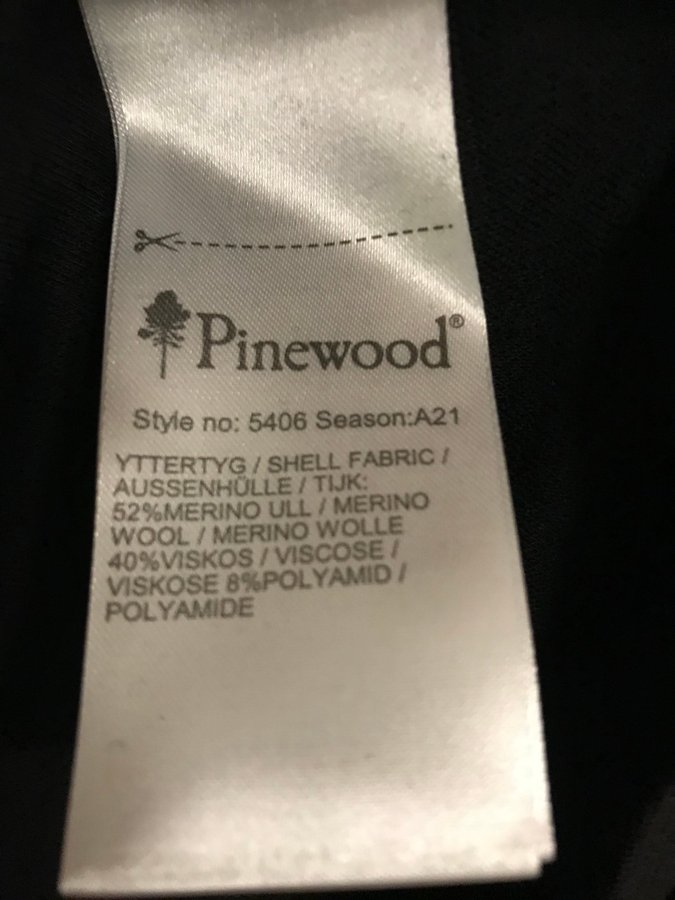 Pinewood®
Style no: 5406 Season:A21
YTTERTYG / SHELL FABRIC /
AUSSENHÜLLE / TIJK:
52%MERINO ULL / MERINO
WOOL / MERINO WOLLE
40%VISKOS / VISCOSE /
VISKOSE 8%POLYAMID /
POLYAMIDE